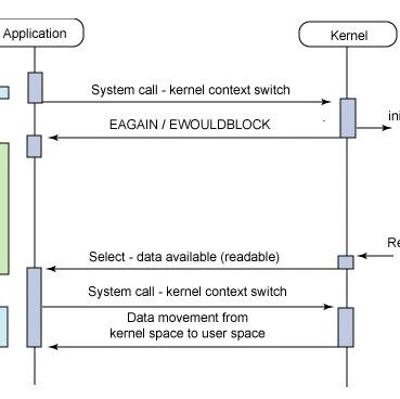 Application
Kernel
System call - kernel context switch
EAGAIN / EWOULDBLOCK
ini
Select - data available (readable)
Re
System call - kernel context switch
Data movement from
kernel space to user space